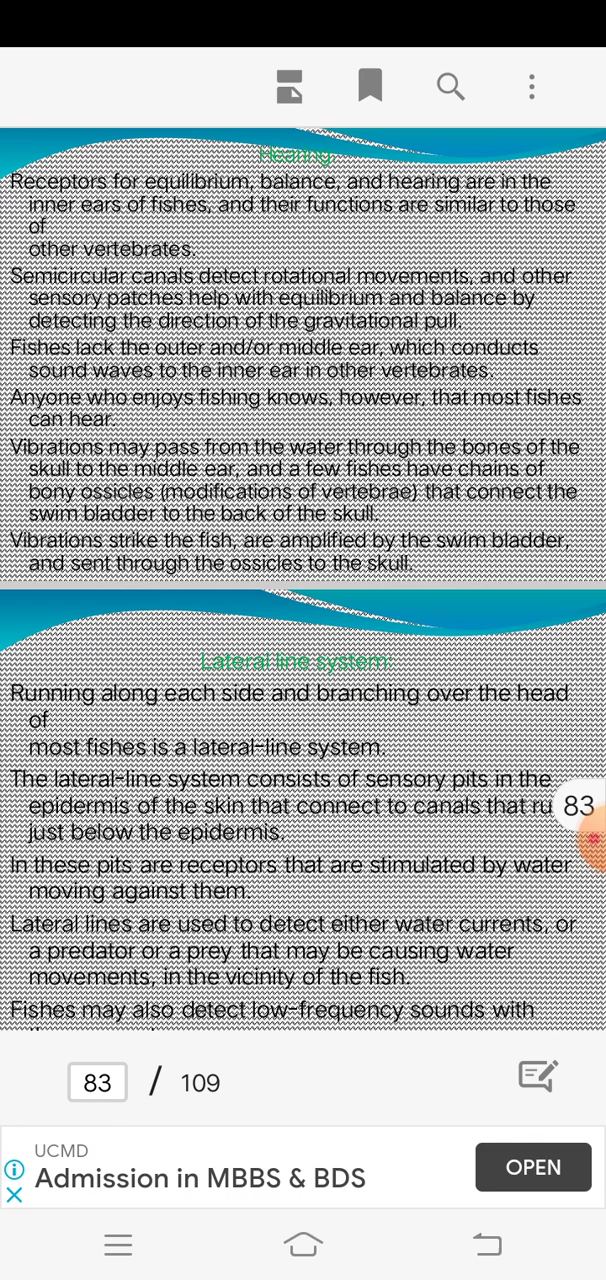 Hearing:
Receptors for equilibrium, balance, and hearing are in the
inner ears of fishes, and their functions are similar to those
of
other vertebrates.
Semicircular canals detect rotational movements, and other
sensory patches help with equilibrium and balance by
detecting the direction of the gravitational pull.
Fishes lack the outer and/or middle ear, which conducts
sound waves to the inner ear in other vertebrates.
Anyone who enjoys fishing knows, however, that most fishes
can hear.
Vibrations may pass from the water through the bones of the
skull to the middle ear, and a few fishes have chains of
bony ossicles (modifications of vertebrae) that connect the
swim bladder to the back of the skull.
Vibrations strike the fish, are amplified by the swim bladder,
and sent through the ossicles to the skull.
Lateral line system:
Running along each side and branching over the head
of
most fishes is a lateral-line system.
The lateral-line system consists of sensory pits in the
epidermis of the skin that connect to canals that ru
83
just below the epidermis.
In these pits are receptors that are stimulated by water
moving against them.
Lateral lines are used to detect either water currents, or
a predator or a prey that may be causing water
movements, in the vicinity of the fish.
Fishes may also detect low-frequency sounds with
83 / 109
UCMD
Admission in MBBS & BDS
OPEN